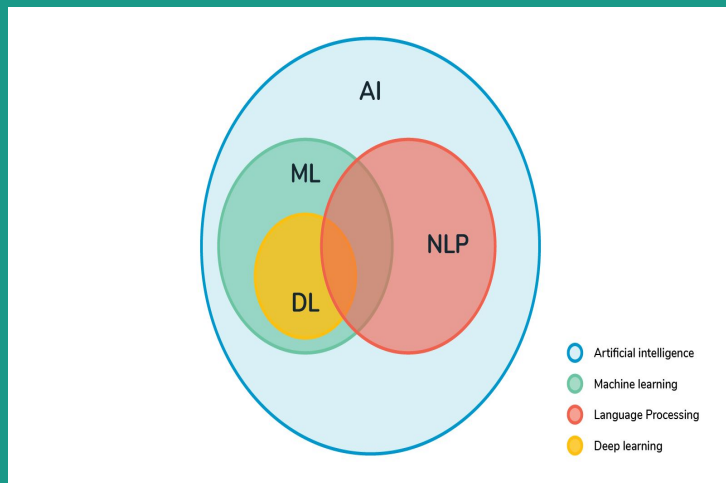 AI
ML
NLP
DL
Artificial intelligence
Machine learning
Language Processing
Deep learning